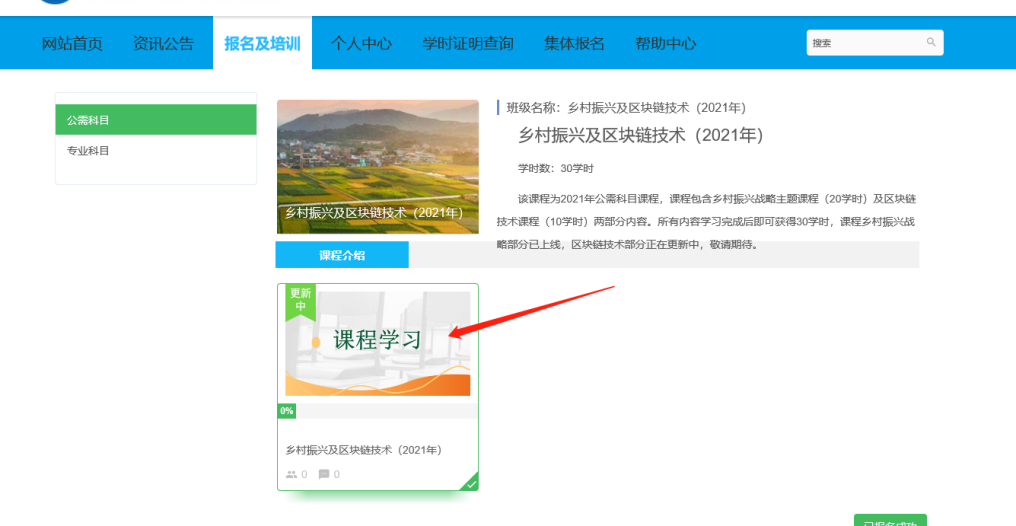 网站首页 资讯公告 报名及培训 个人中心 学时证明查询 集体报名 帮助中心 搜索
公需科目
专业科目
乡村振兴及区块链技术（2021年）
班级名称：乡村振兴及区块链技术（2021年）
乡村振兴及区块链技术（2021年）
学时数：30学时
该课程为2021年公需科目课程，课程包含乡村振兴战略主题课程（20学时）及区块链
技术课程（10学时）两部分内容。所有内容学习完成后即可获得30学时，课程乡村振兴战
略部分已上线，区块链技术部分正在更新中，敬请期待。
课程介绍
更新
中
课程学习
0%
乡村振兴及区块链技术（2021年）
0 0
已报名成功